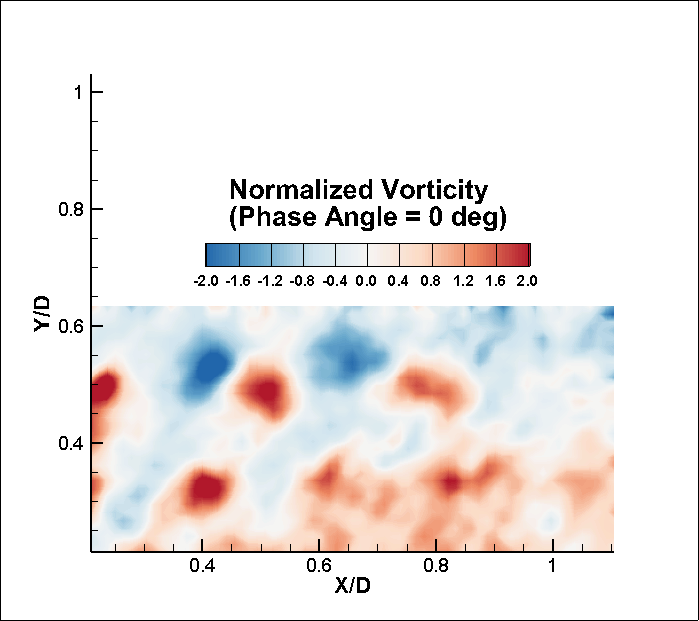 1
0.8
Normalized Vorticity
(Phase Angle = 0 deg)
-2.0 -1.6 -1.2 -0.8 -0.4 0.0 0.4 0.8 1.2 1.6 2.0
0.6
Y/D
0.4
0.4 0.6 0.8 1
X/D